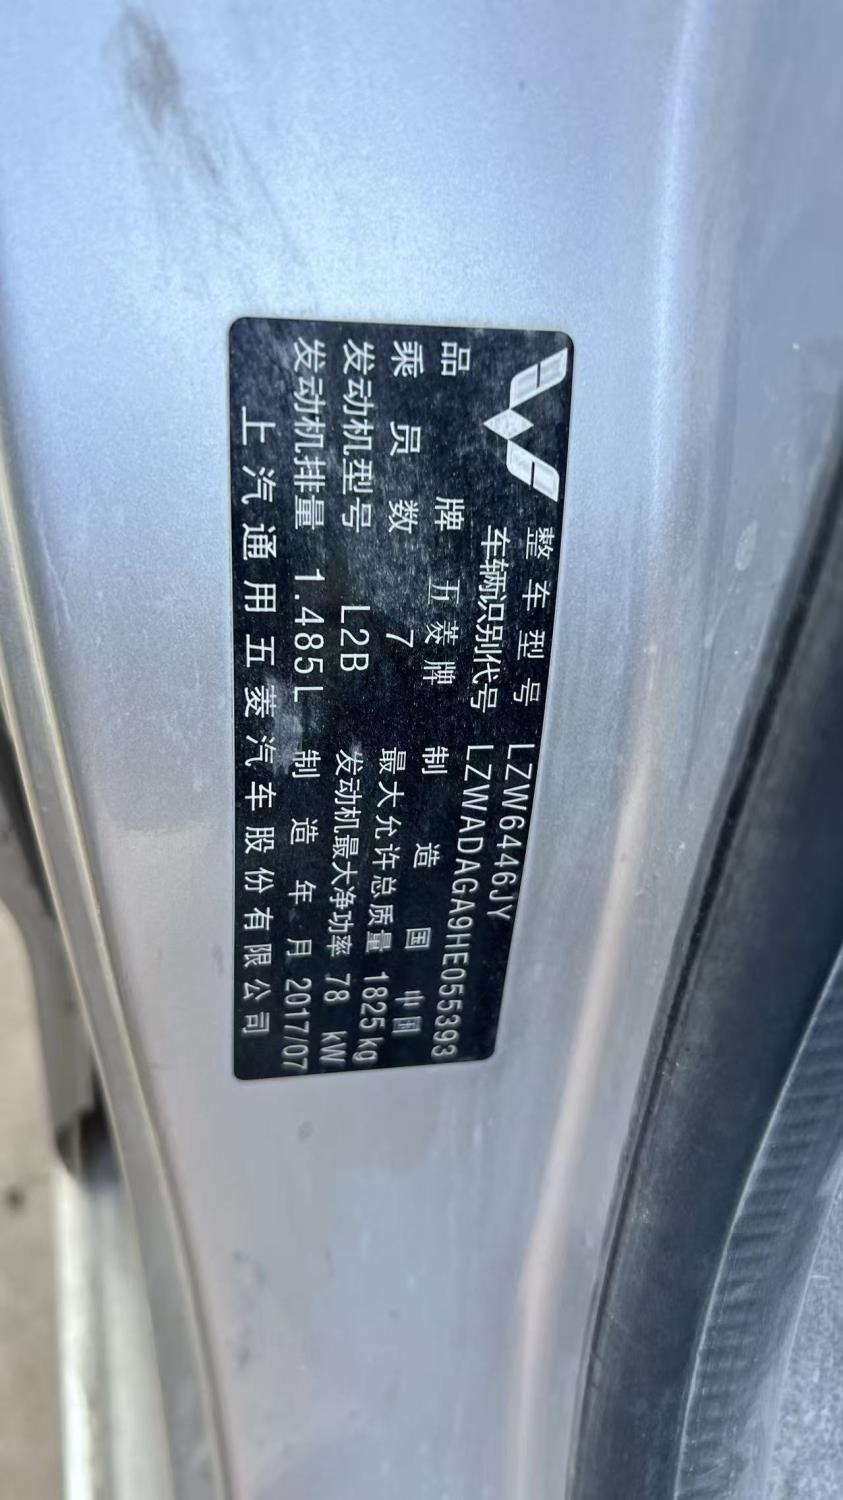 整车型号 LZW6446JY
车辆识别代号 LZWADAGA9HE055393
品牌 五菱牌 制造国 中国
乘员数 7 最大允许总质量 1825kg
发动机型号 L2B 发动机最大净功率 78 kW
发动机排量 1.485L 制造年月 2017/07
上汽通用五菱汽车股份有限公司